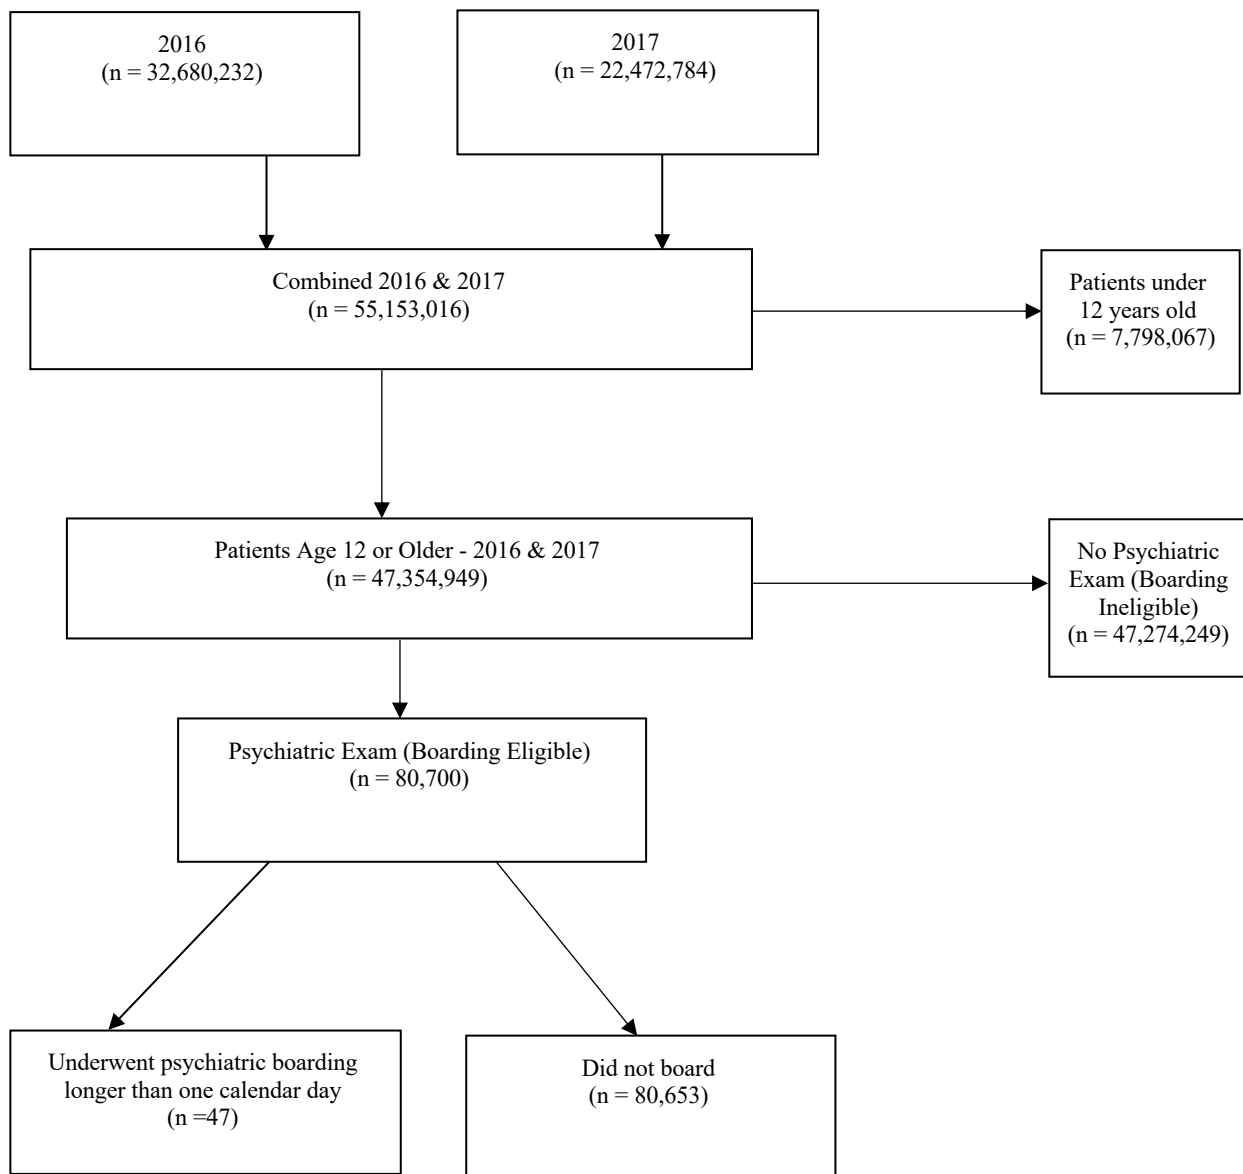 2016
(n = 32,680,232)
2017
(n = 22,472,784)
Combined 2016 & 2017
(n = 55,153,016)
Patients under
12 years old
(n = 7,798,067)
Patients Age 12 or Older - 2016 & 2017
(n = 47,354,949)
No Psychiatric
Exam (Boarding
Ineligible)
(n = 47,274,249)
Psychiatric Exam (Boarding Eligible)
(n = 80,700)
Underwent psychiatric boarding
longer than one calendar day
(n =47)
Did not board
(n = 80,653)